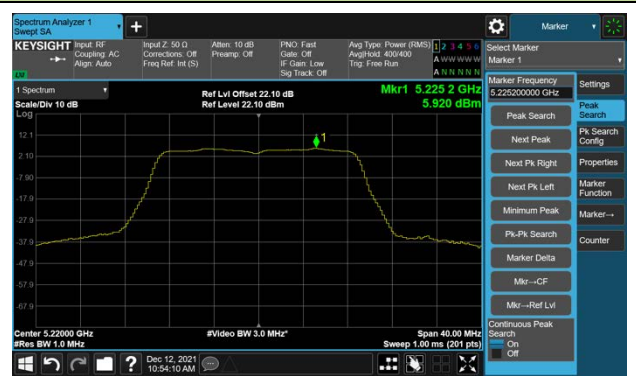 Spectrum Analyzer 1
Swept SA
Marker
KEYSIGHT
Input: RF
Coupling: AC
Align: Auto
Input Z: 50 Ω
Corrections: Off
Freq Ref: Int (S)
Atten: 10 dB
Preamp: Off
PNO: Fast
Gate: Off
IF Gain: Low
Sig Track: Off
Avg Type: Power (RMS)
Avg|Hold: 400/400
Trig: Free Run
1 2 3 4 5 6
A W W W W W
A N N N N N
Select Marker
Marker 1
1 Spectrum
Scale/Div 10 dB
Log
Ref Lvl Offset 22.10 dB
Ref Level 22.10 dBm
Mkr1 5.225 2 GHz
5.920 dBm
12.1
2.10
-7.90
-17.9
-27.9
-37.9
-47.9
-57.9
-67.9
1
Center 5.22000 GHz
#Res BW 1.0 MHz
#Video BW 3.0 MHz*
Span 40.00 MHz
Sweep 1.00 ms (201 pts)
Marker Frequency
5.225200000 GHz
Peak Search
Next Peak
Next Pk Right
Next Pk Left
Minimum Peak
Pk-Pk Search
Marker Delta
Mkr→CF
Mkr→Ref Lvl
Continuous Peak
Search
On
Off
Settings
Peak
Search
Pk Search
Config
Properties
Marker
Function
Marker→
Counter
?
Dec 12, 2021
10:54:10 AM